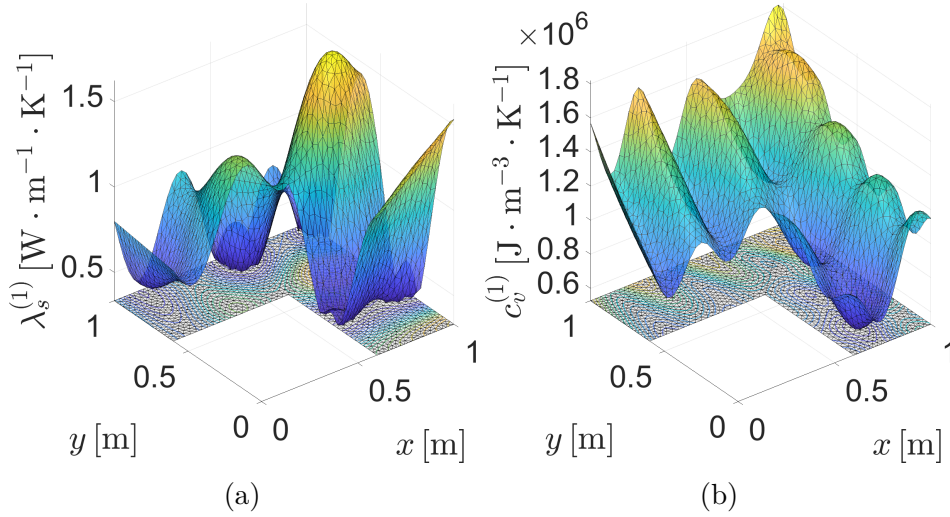 λ_s^{(1)} [W · m^{−1} · K^{−1}]
1.5
1
0.5
1
0.5
0
y [m]
0
0.5
1
x [m]
(a)
×10^6
c_v^{(1)} [J · m^{−3} · K^{−1}]
1.8
1.6
1.4
1.2
1
0.8
0.6
1
0.5
0
y [m]
0
0.5
1
x [m]
(b)